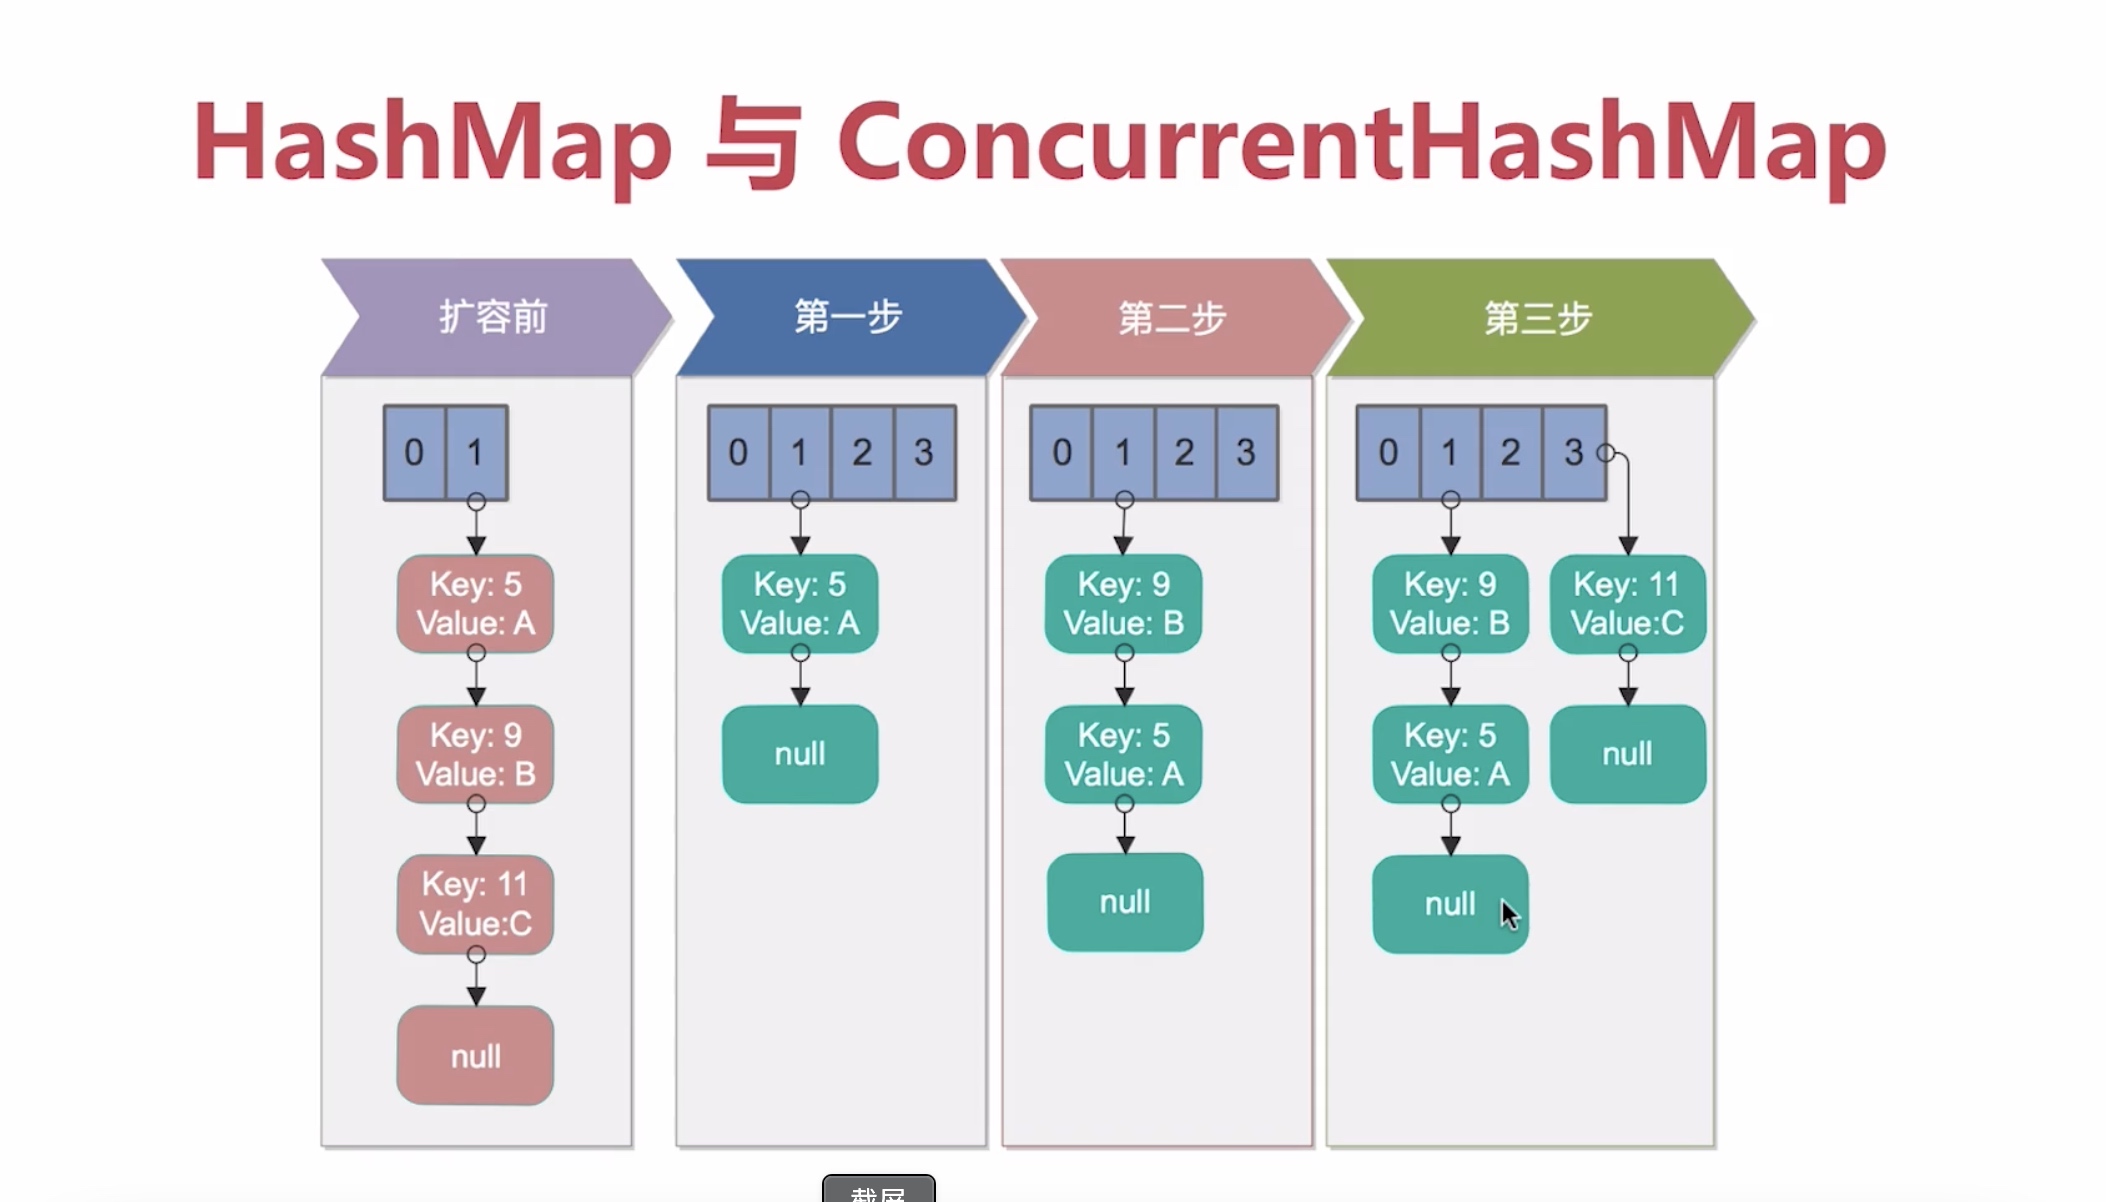 HashMap 与 ConcurrentHashMap
扩容前
0 1
Key: 5
Value: A
Key: 9
Value: B
Key: 11
Value:C
null
第一步
0 1 2 3
Key: 5
Value: A
null
第二步
0 1 2 3
Key: 9
Value: B
Key: 5
Value: A
null
第三步
0 1 2 3
Key: 9
Value: B
Key: 5
Value: A
null
Key: 11
Value:C
null
截屏